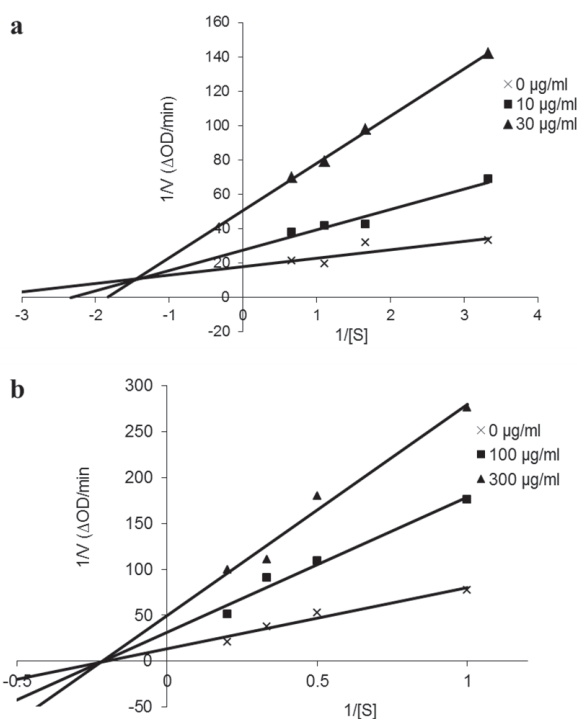 a
160
140
120
100
80
60
40
20
0
-20
-3
-2
-1
0
1
2
3
4
1/V (ΔOD/min)
1/[S]
0 µg/ml
10 µg/ml
30 µg/ml
b
300
250
200
150
100
50
0
-50
-0.5
0
0.5
1
1/V (ΔOD/min
1/[S]
0 µg/ml
100 µg/ml
300 µg/ml